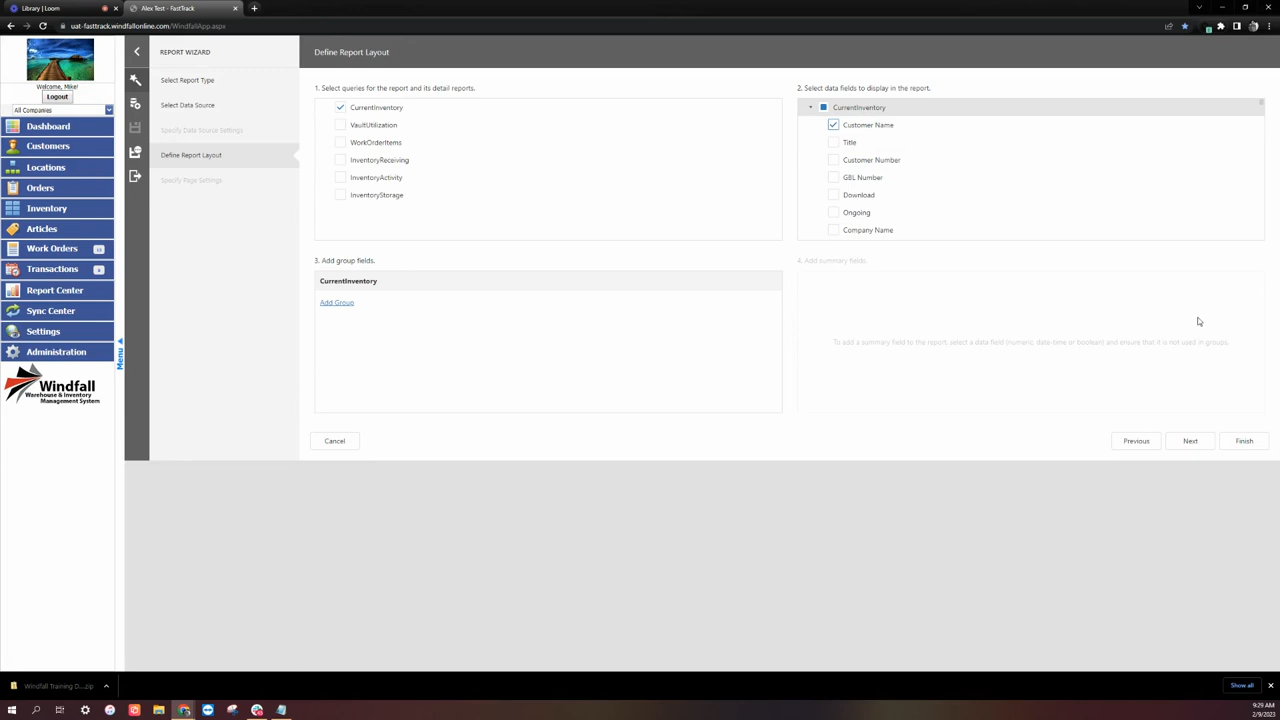 Library | Loom
Alex Test - FastTrack
uat-fasttrack.windfallonline.com/WindfallApp.aspx
Welcome, Mike!
Logout
All Companies
Dashboard
Customers
Locations
Orders
Inventory
Articles
Work Orders
Transactions
Report Center
Sync Center
Settings
Administration
Menu
Windfall
Warehouse & Inventory
Management System
REPORT WIZARD
Select Report Type
Select Data Source
Specify Data Source Settings
Define Report Layout
Specify Page Settings
Define Report Layout
1. Select queries for the report and its detail reports.
CurrentInventory
VaultUtilization
WorkOrderItems
InventoryReceiving
InventoryActivity
InventoryStorage
2. Select data fields to display in the report.
CurrentInventory
Customer Name
Title
Customer Number
GBL Number
Download
Ongoing
Company Name
3. Add group fields.
CurrentInventory
Add Group
4. Add summary fields.
To add a summary field to the report, select a data field (numeric, date-time or boolean) and ensure that it is not used in groups.
Cancel
Previous
Next
Finish
Windfall Training D....zip
Show all
9:29 AM
2/9/2023